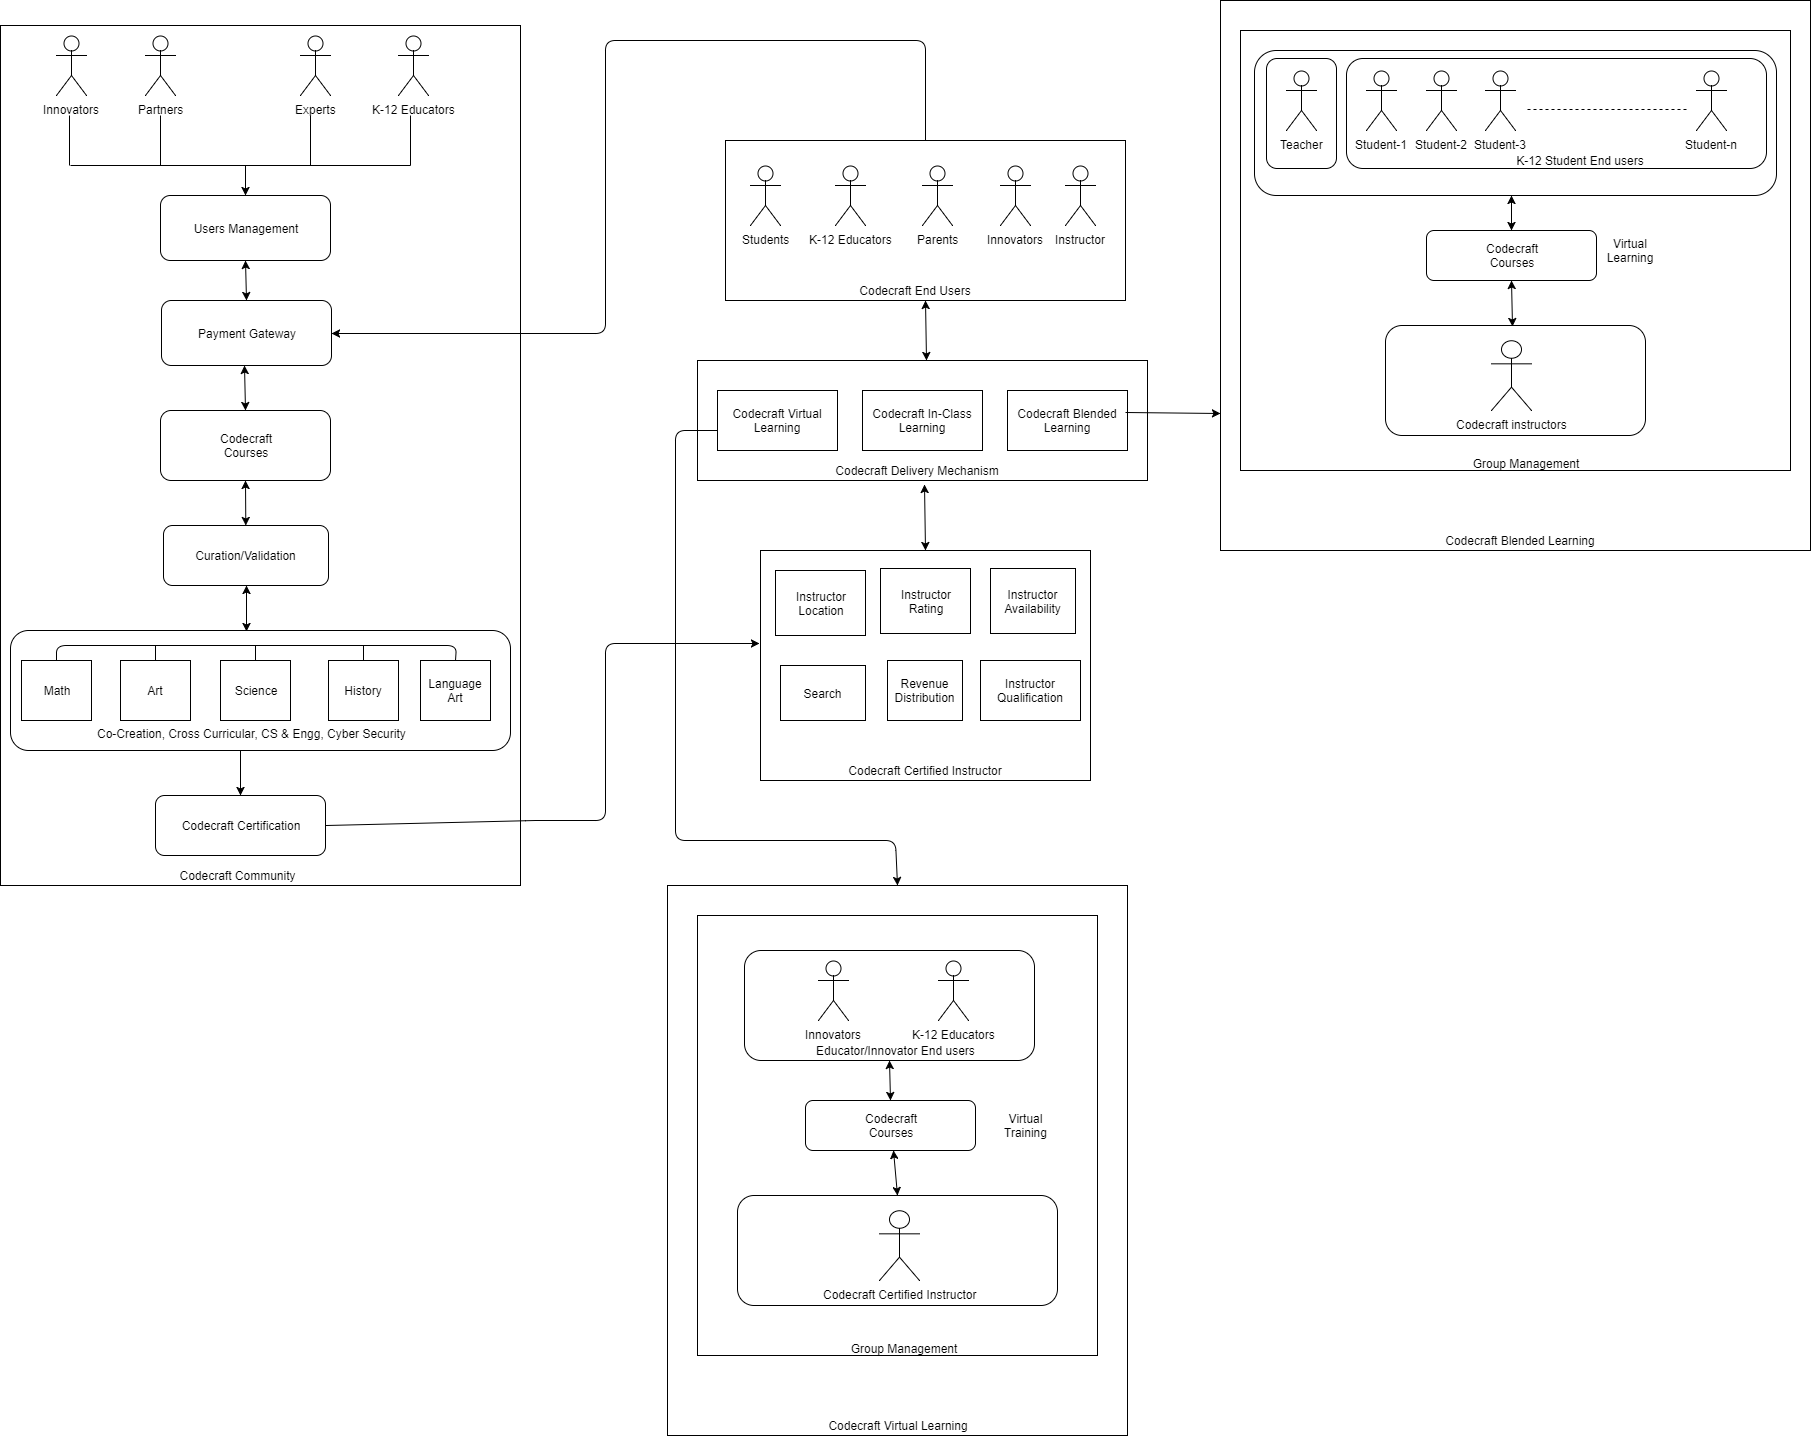 Innovators
Partners
Experts
K-12 Educators
Users Management
Payment Gateway
Codecraft
Courses
Curation/Validation
Math
Art
Science
History
Language
Art
Co-Creation, Cross Curricular, CS & Engg, Cyber Security
Codecraft Certification
Codecraft Community
Students
K-12 Educators
Parents
Innovators
Instructor
Codecraft End Users
Codecraft Virtual
Learning
Codecraft In-Class
Learning
Codecraft Blended
Learning
Codecraft Delivery Mechanism
Instructor
Location
Instructor
Rating
Instructor
Availability
Search
Revenue
Distribution
Instructor
Qualification
Codecraft Certified Instructor
Innovators
K-12 Educators
Educator/Innovator End users
Codecraft
Courses
Virtual
Training
Codecraft Certified Instructor
Group Management
Codecraft Virtual Learning
Teacher
Student-1
Student-2
Student-3
Student-n
K-12 Student End users
Codecraft
Courses
Virtual
Learning
Codecraft instructors
Group Management
Codecraft Blended Learning